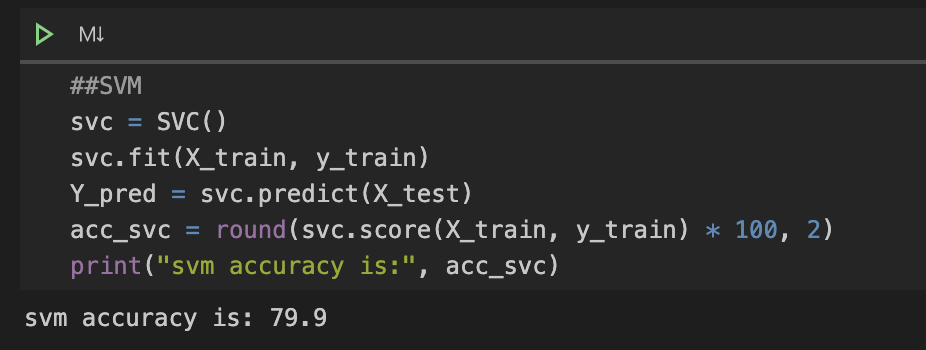 M↓
##SVM
svc = SVC()
svc.fit(X_train, y_train)
Y_pred = svc.predict(X_test)
acc_svc = round(svc.score(X_train, y_train) * 100, 2)
print("svm accuracy is:", acc_svc)
svm accuracy is: 79.9